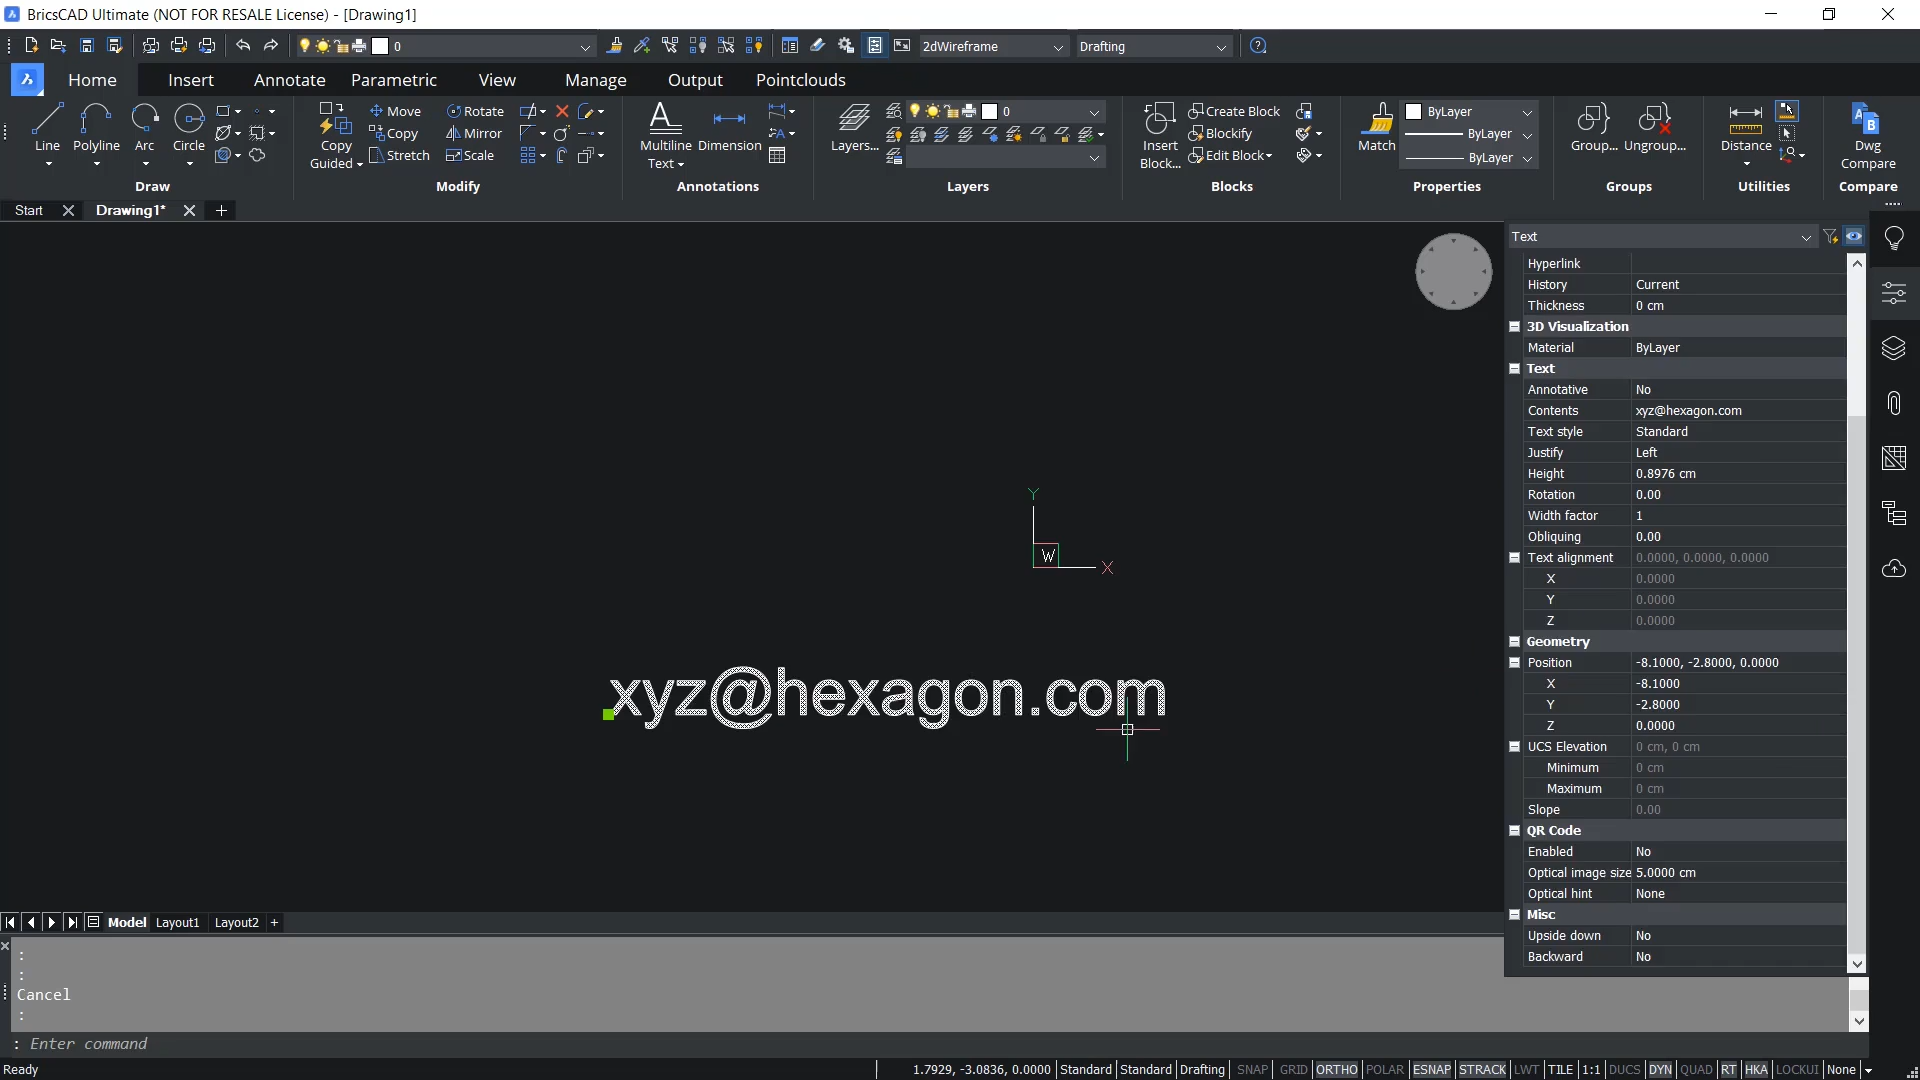 BricsCAD Ultimate (NOT FOR RESALE License) - [Drawing1]
0
2dWireframe
Drafting
Home
Insert
Annotate
Parametric
View
Manage
Output
Pointclouds
Line
Polyline
Arc
Circle
Draw
Copy
Guided
Move
Copy
Stretch
Rotate
Mirror
Scale
Modify
Multiline
Text
Dimension
Annotations
Layers...
0
Layers
Insert
Block...
Create Block
Blockify
Edit Block
Blocks
Match
ByLayer
ByLayer
ByLayer
Properties
Group...
Ungroup...
Groups
Distance
Utilities
Dwg
Compare
Compare
Start
Drawing1*
Text
Hyperlink
History Current
Thickness 0 cm
3D Visualization
Material ByLayer
Text
Annotative No
Contents xyz@hexagon.com
Text style Standard
Justify Left
Height 0.8976 cm
Rotation 0.00
Width factor 1
Obliquing 0.00
Text alignment 0.0000, 0.0000, 0.0000
X 0.0000
Y 0.0000
Z 0.0000
Geometry
Position -8.1000, -2.8000, 0.0000
X -8.1000
Y -2.8000
Z 0.0000
UCS Elevation 0 cm, 0 cm
Minimum 0 cm
Maximum 0 cm
Slope 0.00
QR Code
Enabled No
Optical image size 5.0000 cm
Optical hint None
Misc
Upside down No
Backward No
Y
W
X
xyz@hexagon.com
Model Layout1 Layout2 +
:
:
Cancel
:
: Enter command
Ready
1.7929, -3.0836, 0.0000 Standard Standard Drafting SNAP GRID ORTHO POLAR ESNAP STRACK LWT TILE 1:1 DUCS DYN QUAD RT HKA LOCKUI None